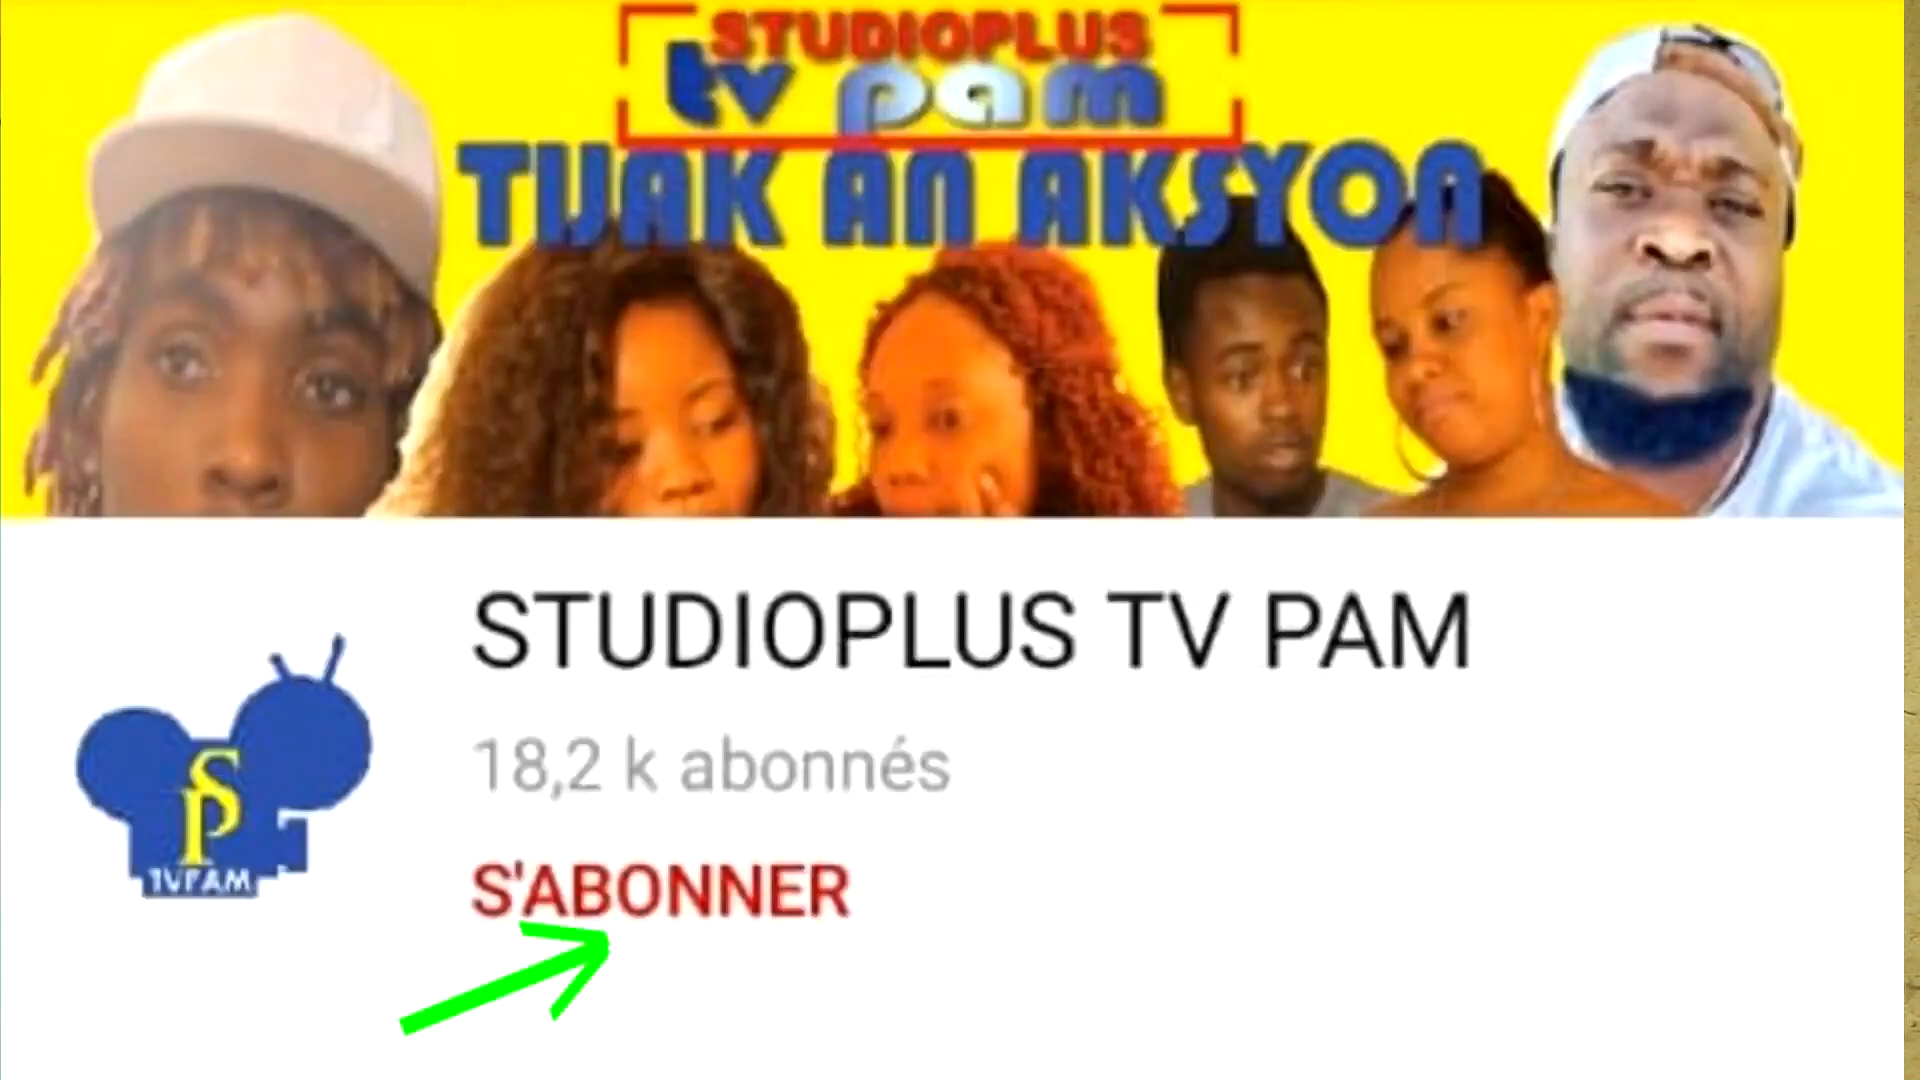 STUDIOPLUS
tv pam
TIJAK AN AKSYON
STUDIOPLUS TV PAM
18,2 k abonnés
SP
TVPAM
S'ABONNER